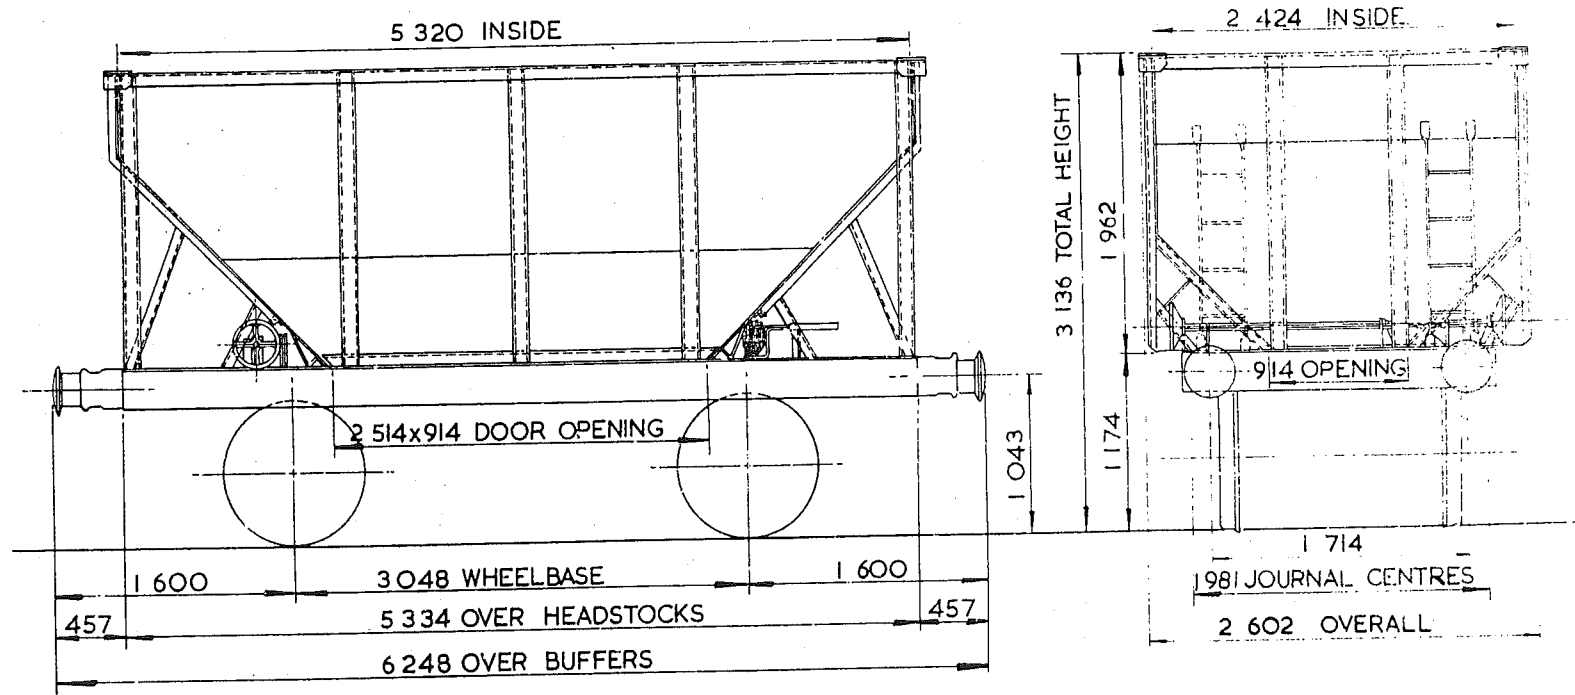 5 320 INSIDE
2 424 INSIDE
3 136 TOTAL HEIGHT
1 962
914 OPENING
2 514x914 DOOR OPENING
1 043
1 174
1 714
1 600
3 048 WHEELBASE
1 600
1 981 JOURNAL CENTRES
457
5 334 OVER HEADSTOCKS
457
2 602 OVERALL
6 248 OVER BUFFERS